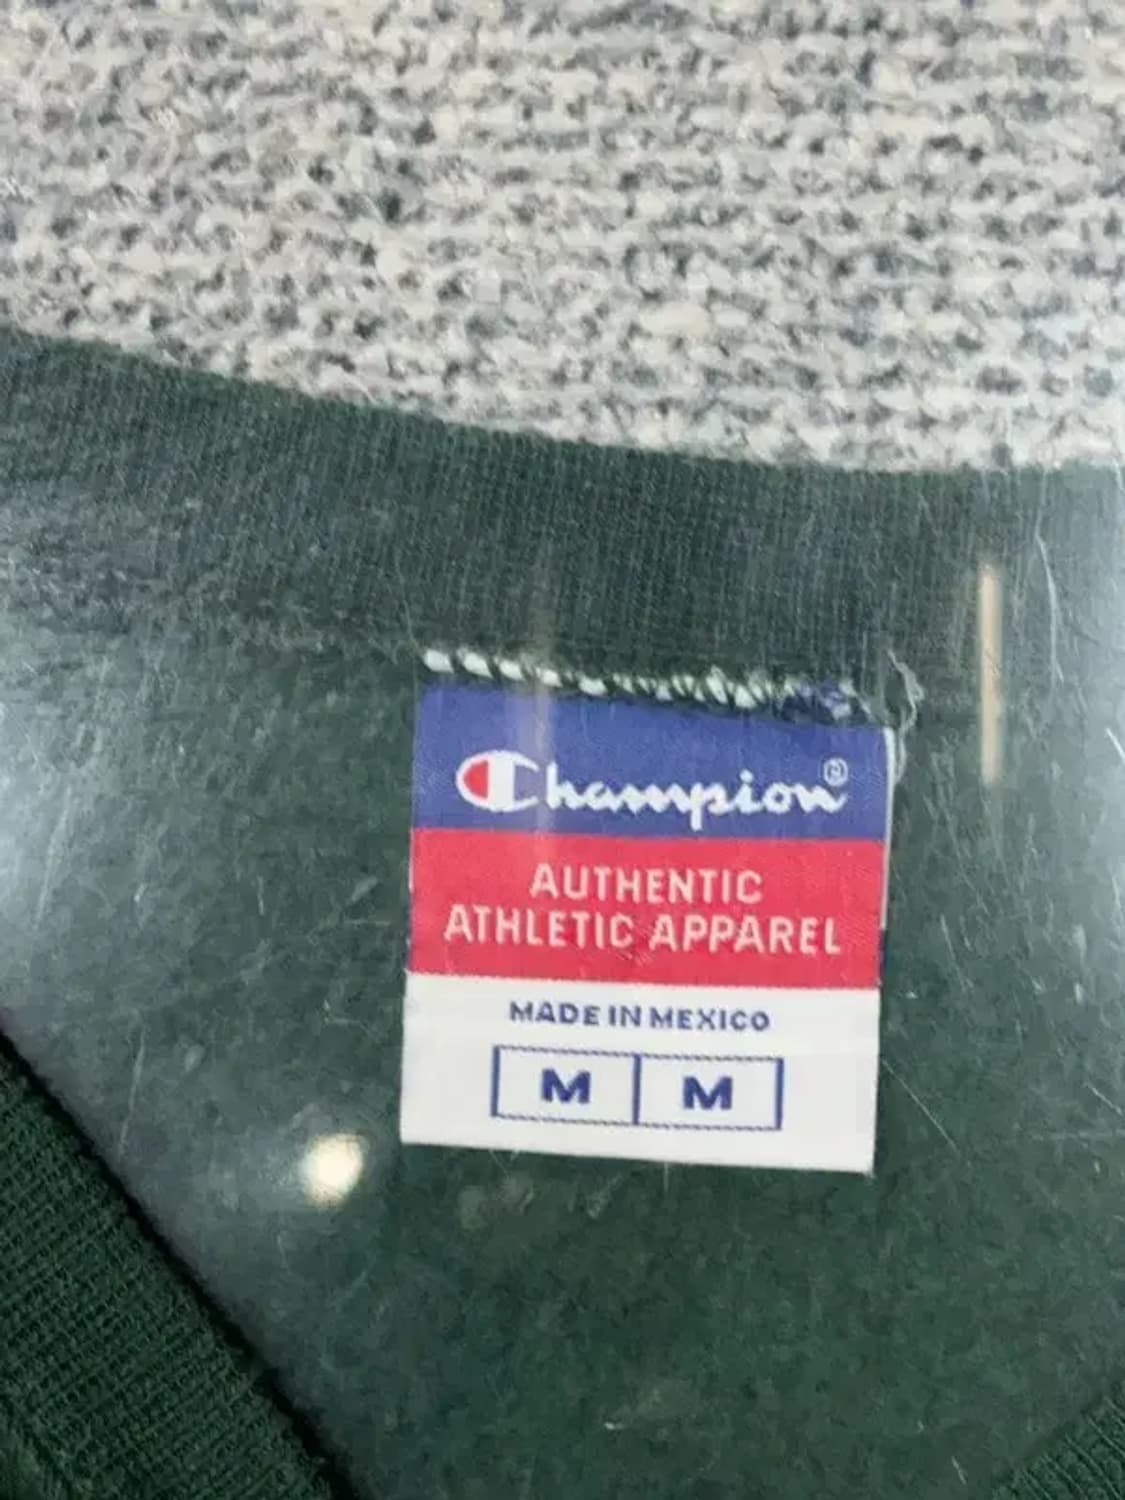 Champion®
AUTHENTIC
ATHLETIC APPAREL
MADE IN MEXICO
M M